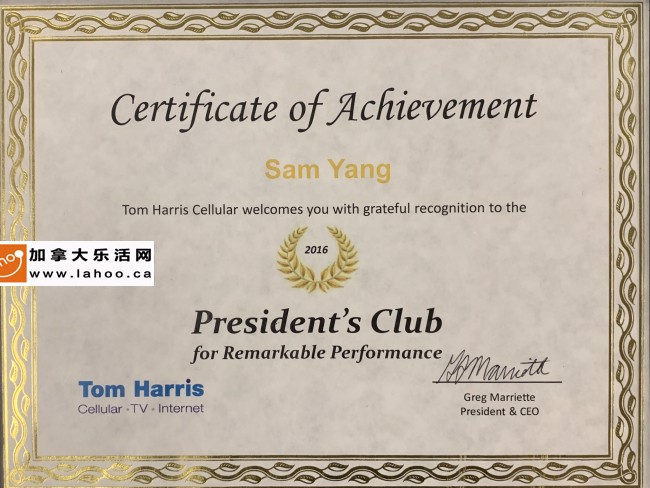 Certificate of Achievement
Sam Yang
Tom Harris Cellular welcomes you with grateful recognition to the
2016
加拿大乐活网
www.lahoo.ca
President's Club
for Remarkable Performance
Tom Harris
Cellular • TV • Internet
Greg Marriette
President & CEO